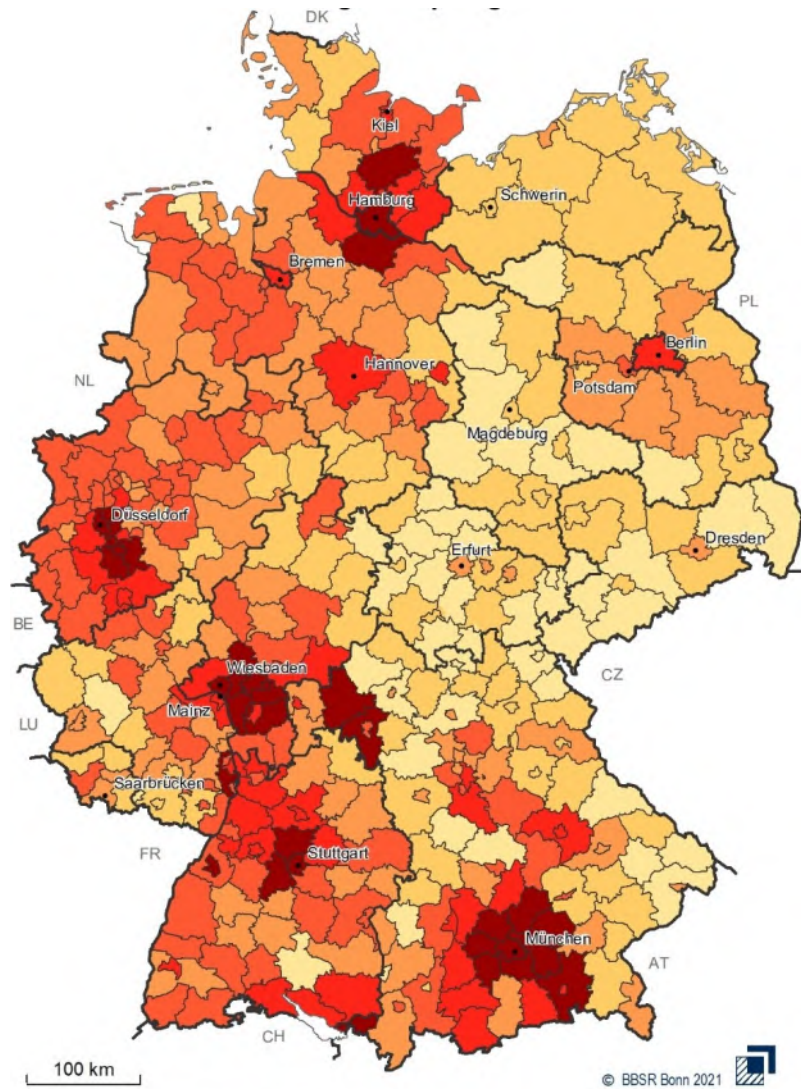 DK
Kiel
Schwerin
Hamburg
Bremen
PL
Berlin
NL
Hannover
Potsdam
Magdeburg
Düsseldorf
Erfurt
Dresden
BE
Wiesbaden
CZ
LU
Mainz
Saarbrücken
FR
Stuttgart
München
AT
CH
100 km
© BBSR Bonn 2021